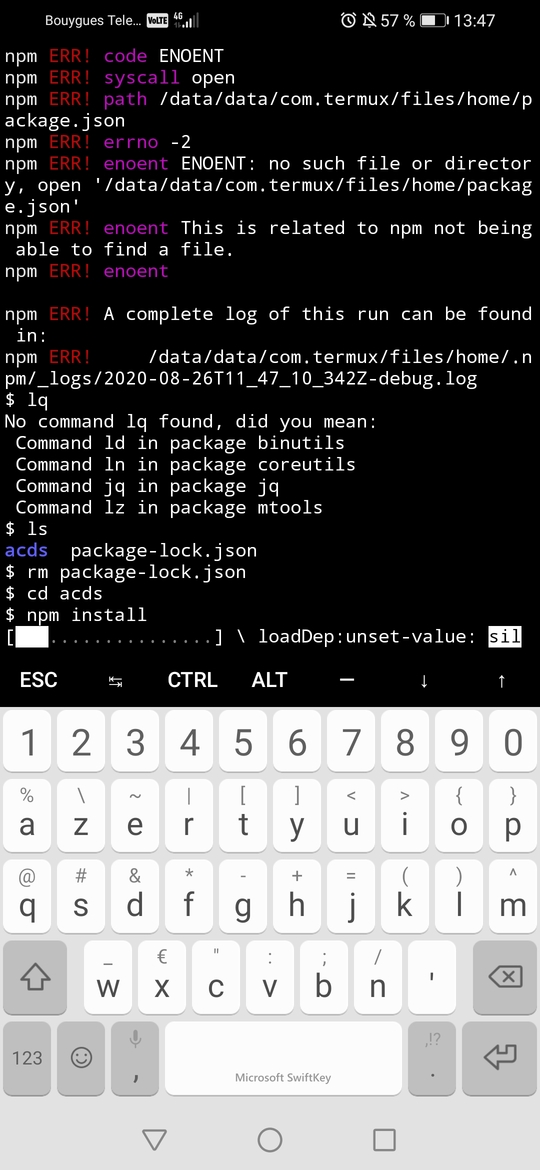 Bouygues Tele... VoLTE 4G 57 % 13:47
npm ERR! code ENOENT
npm ERR! syscall open
npm ERR! path /data/data/com.termux/files/home/p
ackage.json
npm ERR! errno -2
npm ERR! enoent ENOENT: no such file or director
y, open '/data/data/com.termux/files/home/packag
e.json'
npm ERR! enoent This is related to npm not being
 able to find a file.
npm ERR! enoent
npm ERR! A complete log of this run can be found
 in:
npm ERR!     /data/data/com.termux/files/home/.n
pm/_logs/2020-08-26T11_47_10_342Z-debug.log
$ lq
No command lq found, did you mean:
 Command ld in package binutils
 Command ln in package coreutils
 Command jq in package jq
 Command lz in package mtools
$ ls
acds  package-lock.json
$ rm package-lock.json
$ cd acds
$ npm install
[   ...............] \ loadDep:unset-value: sil
ESC ↹ CTRL ALT — ↓ ↑
1 2 3 4 5 6 7 8 9 0
% \ ~ | [ ] < > { }
a z e r t y u i o p
@ # & * - + = ( ) ^
q s d f g h j k l m
_ € " : ; /
w x c v b n '
,!?
123 , .
Microsoft SwiftKey